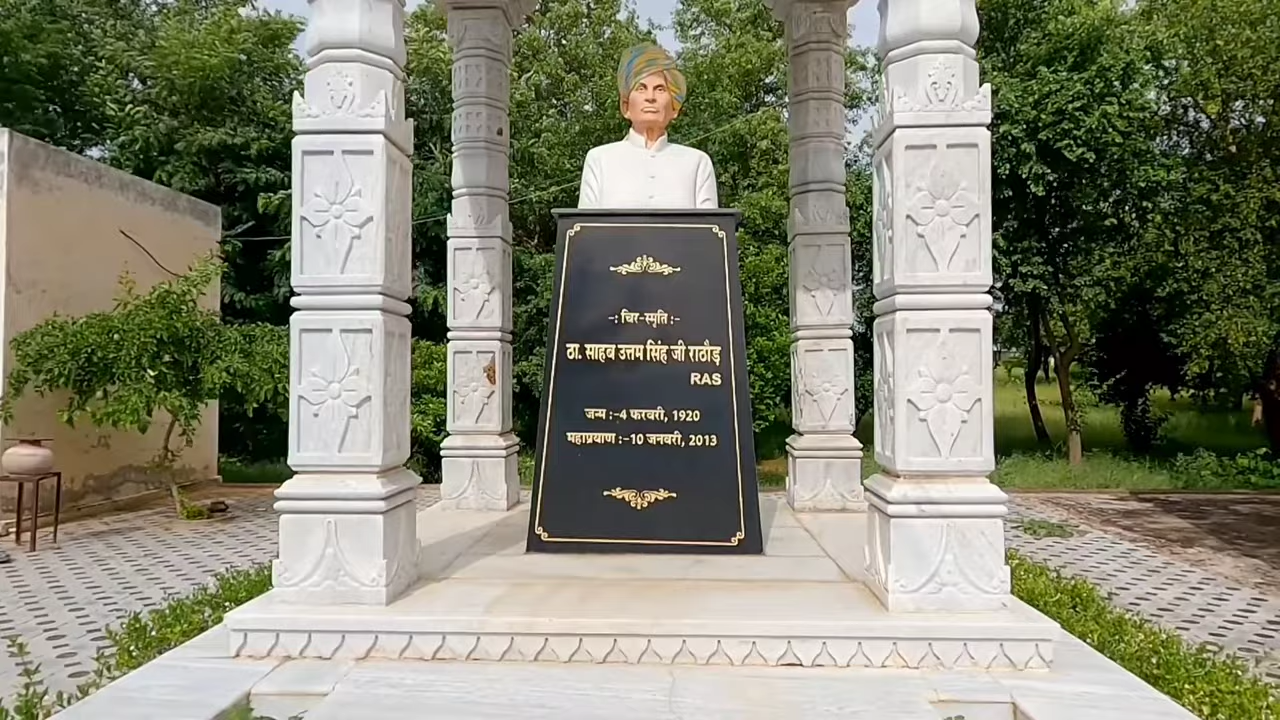 -: चिर-स्मृति :-
ठा. साहब उत्तम सिंह जी राठौड़
RAS
जन्म :-4 फरवरी, 1920
महाप्रयाण :-10 जनवरी, 2013